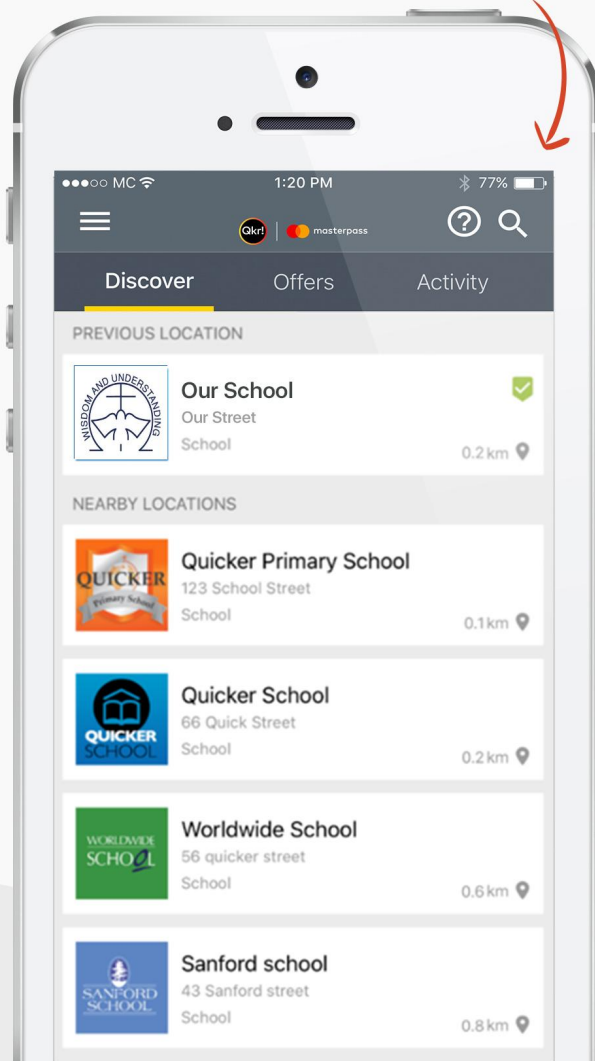 MC
1:20 PM
77%
Qkr!
masterpass
Discover
Offers
Activity
PREVIOUS LOCATION
WISDOM AND UNDERSTANDING
Our School
Our Street
School
0.2 km
NEARBY LOCATIONS
QUICKER
Primary School
Quicker Primary School
123 School Street
School
0.1 km
QUICKER
SCHOOL
Quicker School
66 Quick Street
School
0.2 km
WORLDWIDE
SCHOOL
Worldwide School
56 quicker street
School
0.6 km
SANFORD
SCHOOL
Sanford school
43 Sanford street
School
0.8 km